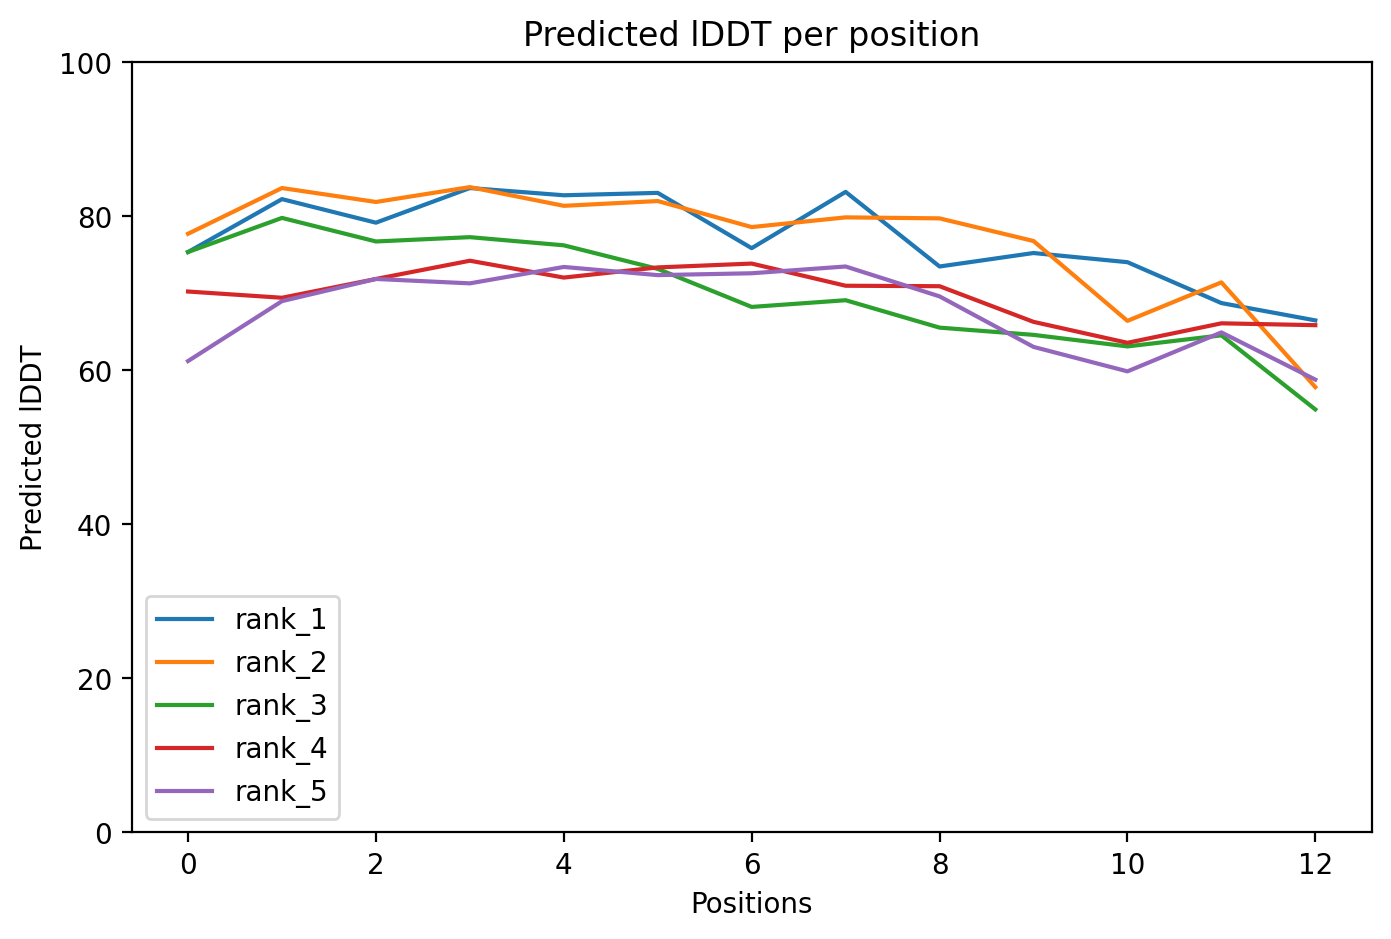 Predicted lDDT per position
100
80
60
40
20
0
Predicted lDDT
rank_1
rank_2
rank_3
rank_4
rank_5
0 2 4 6 8 10 12
Positions